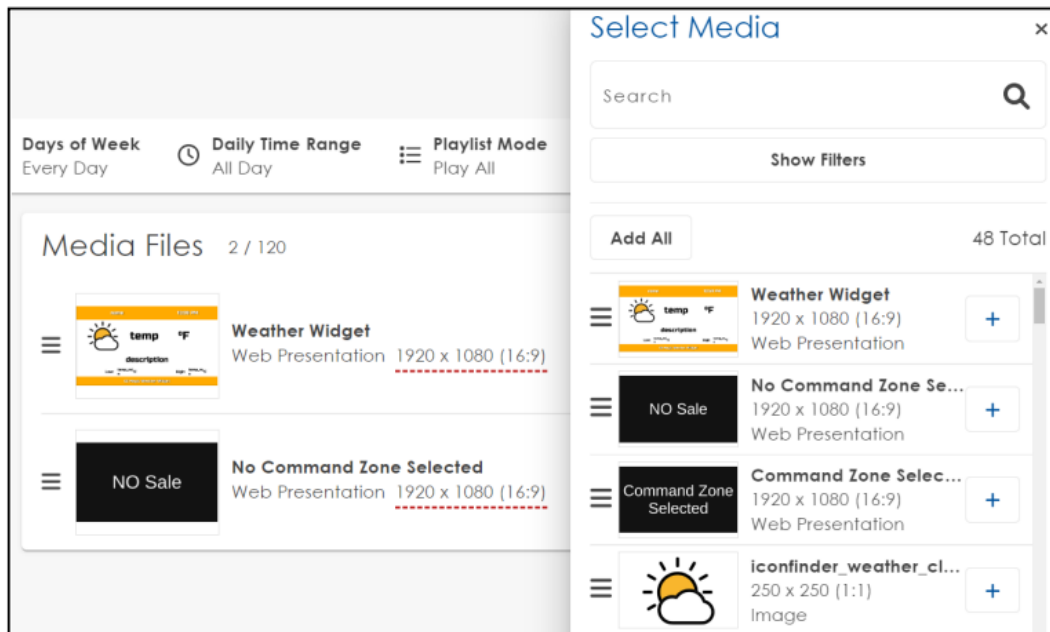 Select Media
×
Search
Show Filters
Days of Week
Every Day
Daily Time Range
All Day
Playlist Mode
Play All
Media Files 2 / 120
temp °F
description
Weather Widget
Web Presentation 1920 x 1080 (16:9)
NO Sale
No Command Zone Selected
Web Presentation 1920 x 1080 (16:9)
Add All
48 Total
temp °F
description
Weather Widget
1920 x 1080 (16:9)
Web Presentation
+
NO Sale
No Command Zone Se...
1920 x 1080 (16:9)
Web Presentation
+
Command Zone
Selected
Command Zone Selec...
1920 x 1080 (16:9)
Web Presentation
+
iconfinder_weather_cl...
250 x 250 (1:1)
Image
+